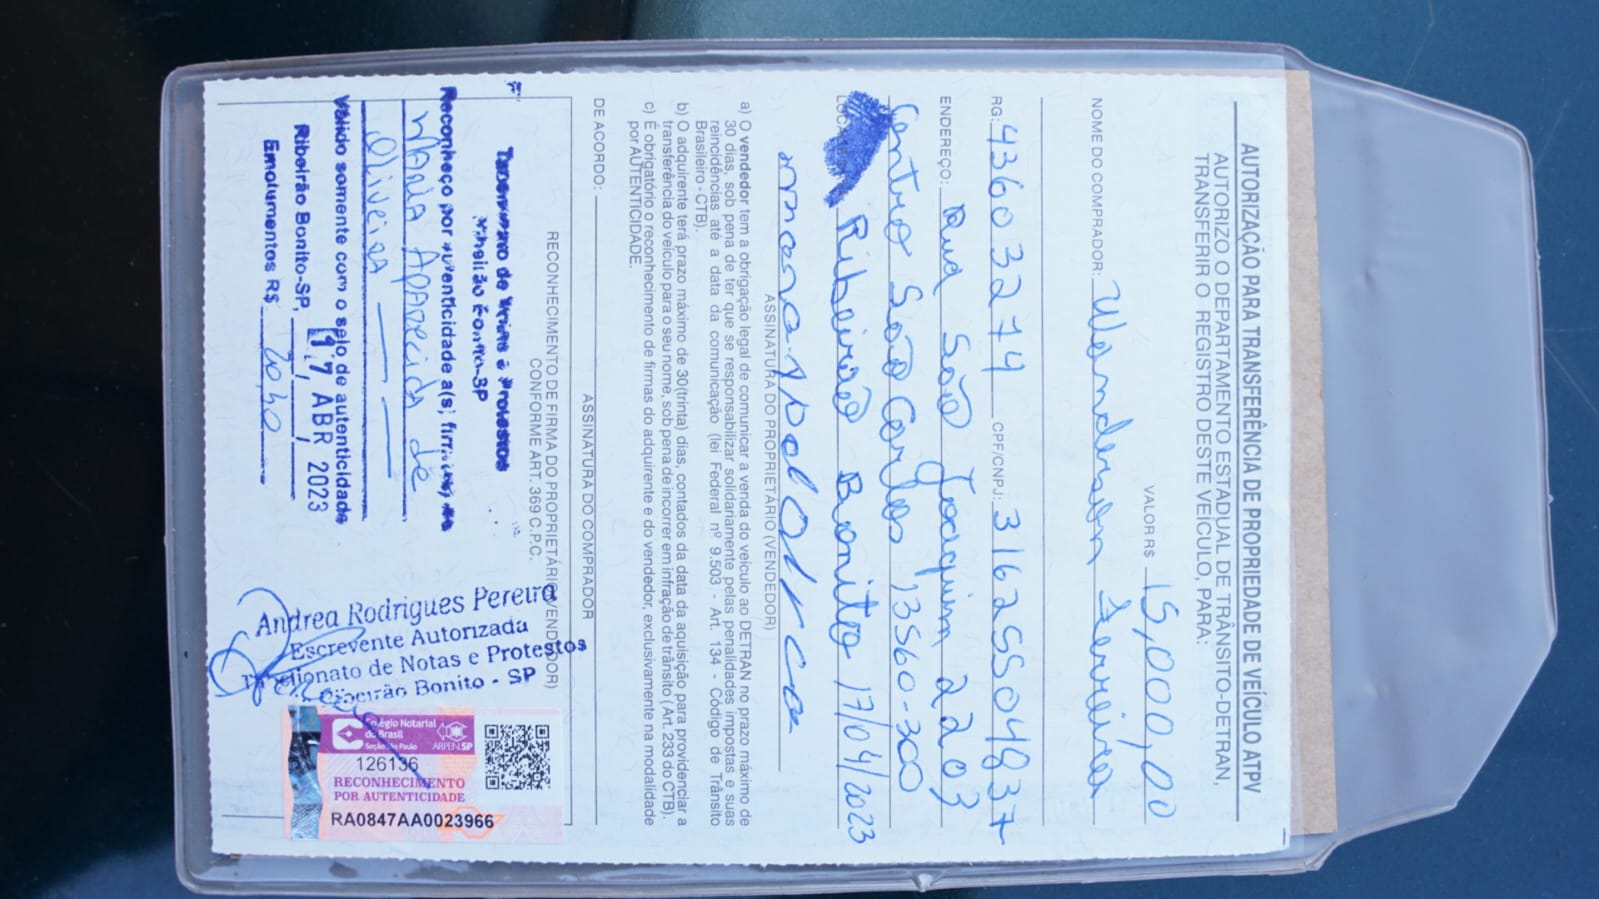 AUTORIZAÇÃO PARA TRANSFERÊNCIA DE PROPRIEDADE DE VEÍCULO ATPV
AUTORIZO O DEPARTAMENTO ESTADUAL DE TRÂNSITO-DETRAN,
TRANSFERIR O REGISTRO DESTE VEÍCULO, PARA:
VALOR R$ 15,000,00
NOME DO COMPRADOR: Wanderson Ferreira
RG: 436032274 CPF/CNPJ: 31625504837
ENDEREÇO: Rua São Joaquim 2203
Centro São Carlos 13560-300
Ribeirão Bonito 17/04/2023
ASSINATURA DO PROPRIETÁRIO (VENDEDOR)
a) O vendedor tem a obrigação legal de comunicar a venda do veículo ao DETRAN no prazo máximo de
30 dias, sob pena de ter que se responsabilizar solidariamente pelas penalidades impostas e suas
reincidências até a data da comunicação (lei Federal nº 9.503 - Art. 134 - Código de Trânsito
Brasileiro - CTB).
b) O adquirente terá prazo máximo de 30(trinta) dias, contados da data da aquisição para providenciar a
transferência do veículo para o seu nome, sob pena de incorrer em infração de trânsito (Art. 233 do CTB).
c) É obrigatório o reconhecimento de firmas do adquirente e do vendedor, exclusivamente na modalidade
por AUTENTICIDADE.
DE ACORDO:
ASSINATURA DO COMPRADOR
RECONHECIMENTO DE FIRMA DO PROPRIETÁRIO(VENDEDOR)
CONFORME ART. 369 C.P.C.
de Notas e Protestos
Ribeirão Bonito-SP
Reconheço por autenticidade a(s) firma(s) de
Maria Aparecida de
Oliveira
Válido somente com o selo de autenticidade
Ribeirão Bonito-SP, 17 ABR 2023
Emolumentos R$
Andrea Rodrigues Pereira
Escrevente Autorizada
Tabelionato de Notas e Protestos
Ribeirão Bonito - SP
Colégio Notarial
do Brasil
Seção São Paulo
ARPEN.SP
126136
RECONHECIMENTO
POR AUTENTICIDADE
RA0847AA0023966